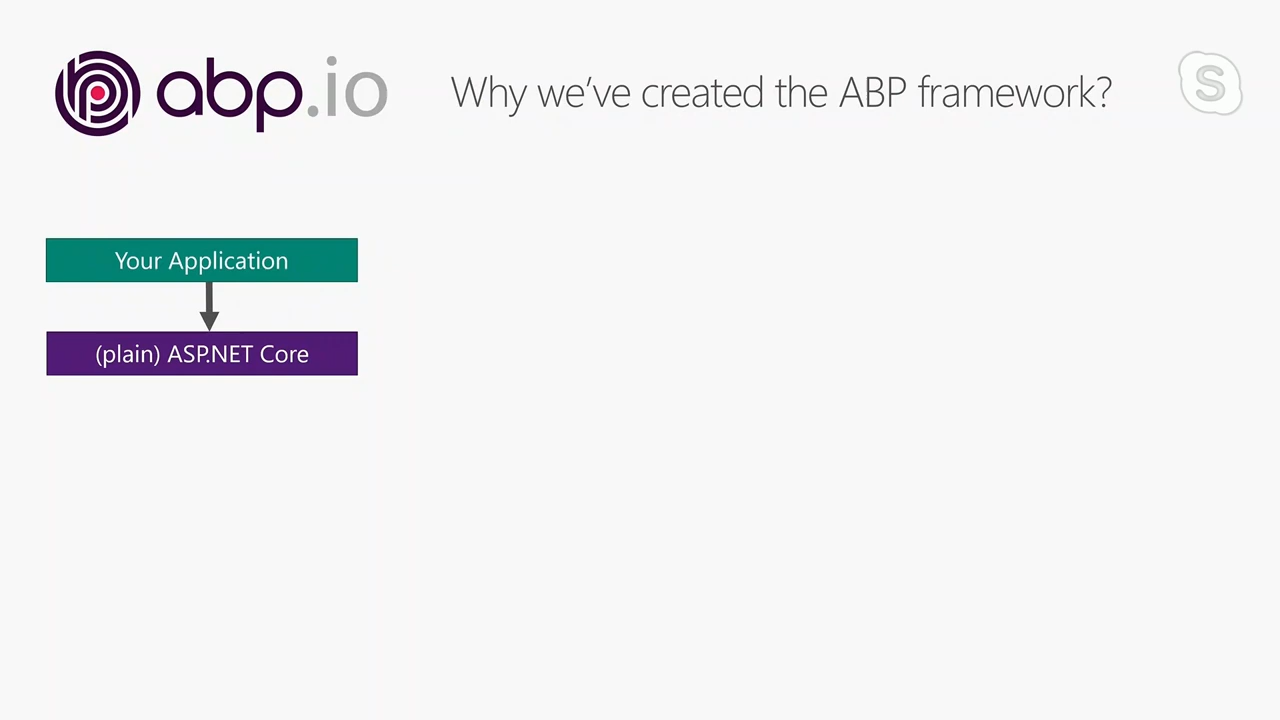 abp.io
Why we've created the ABP framework?
S
Your Application
(plain) ASP.NET Core